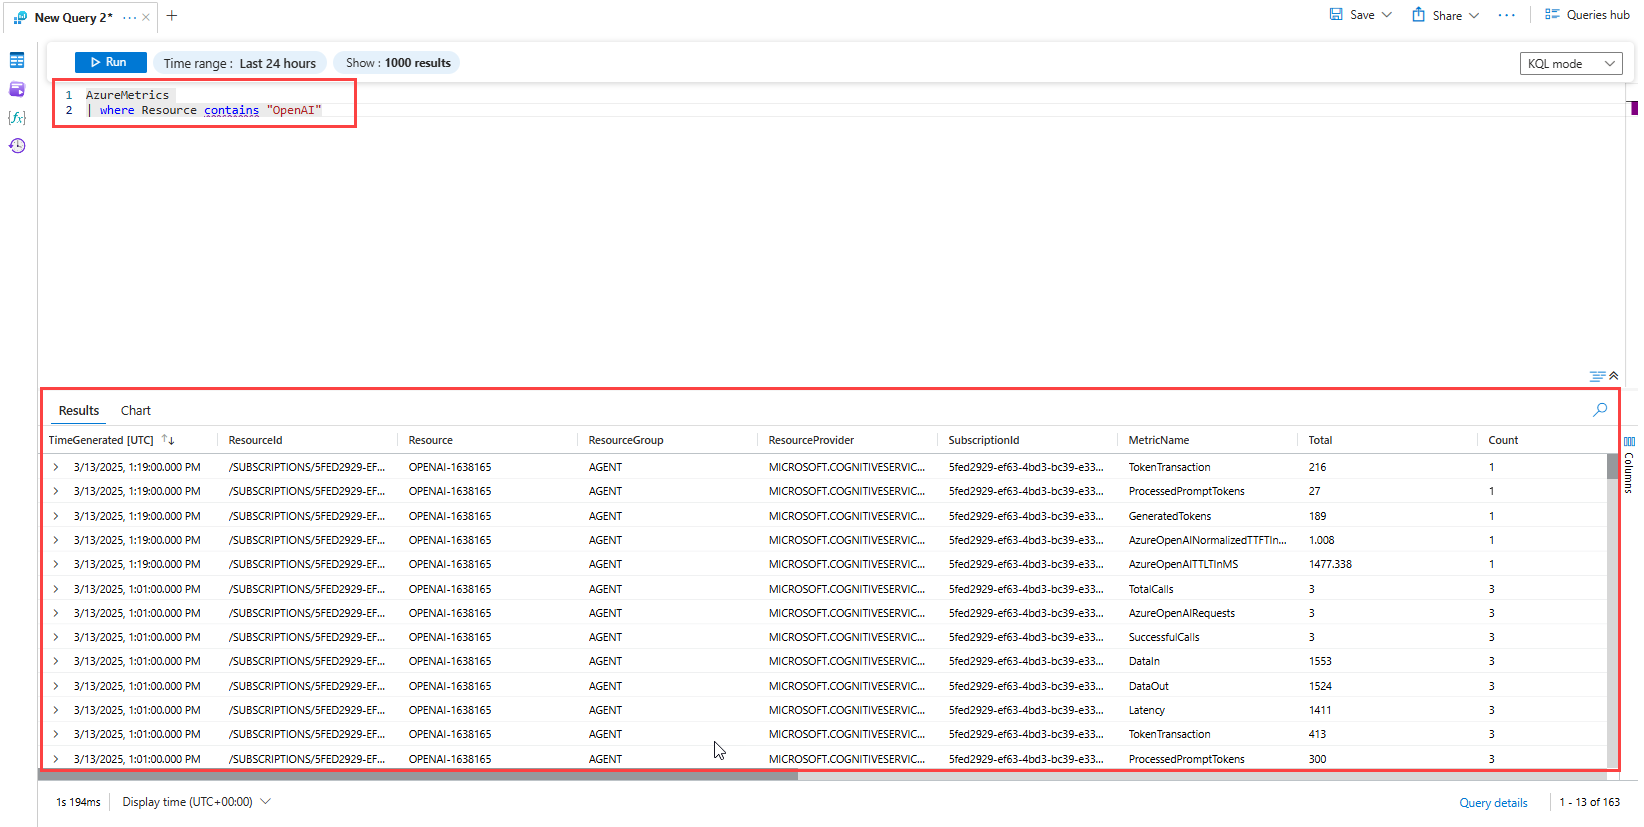 New Query 2* ···
Save Share ··· Queries hub
Run Time range : Last 24 hours Show : 1000 results KQL mode
1 AzureMetrics
2 | where Resource contains "OpenAI"
{fx}
Results Chart
TimeGenerated [UTC] ResourceId Resource ResourceGroup ResourceProvider SubscriptionId MetricName Total Count
3/13/2025, 1:19:00.000 PM /SUBSCRIPTIONS/5FED2929-EF... OPENAI-1638165 AGENT MICROSOFT.COGNITIVESERVIC... 5fed2929-ef63-4bd3-bc39-e33... TokenTransaction 216 1
3/13/2025, 1:19:00.000 PM /SUBSCRIPTIONS/5FED2929-EF... OPENAI-1638165 AGENT MICROSOFT.COGNITIVESERVIC... 5fed2929-ef63-4bd3-bc39-e33... ProcessedPromptTokens 27 1
3/13/2025, 1:19:00.000 PM /SUBSCRIPTIONS/5FED2929-EF... OPENAI-1638165 AGENT MICROSOFT.COGNITIVESERVIC... 5fed2929-ef63-4bd3-bc39-e33... GeneratedTokens 189 1
3/13/2025, 1:19:00.000 PM /SUBSCRIPTIONS/5FED2929-EF... OPENAI-1638165 AGENT MICROSOFT.COGNITIVESERVIC... 5fed2929-ef63-4bd3-bc39-e33... AzureOpenAINormalizedTTFTIn... 1.008 1
3/13/2025, 1:19:00.000 PM /SUBSCRIPTIONS/5FED2929-EF... OPENAI-1638165 AGENT MICROSOFT.COGNITIVESERVIC... 5fed2929-ef63-4bd3-bc39-e33... AzureOpenAITTLTInMS 1477.338 1
3/13/2025, 1:01:00.000 PM /SUBSCRIPTIONS/5FED2929-EF... OPENAI-1638165 AGENT MICROSOFT.COGNITIVESERVIC... 5fed2929-ef63-4bd3-bc39-e33... TotalCalls 3 3
3/13/2025, 1:01:00.000 PM /SUBSCRIPTIONS/5FED2929-EF... OPENAI-1638165 AGENT MICROSOFT.COGNITIVESERVIC... 5fed2929-ef63-4bd3-bc39-e33... AzureOpenAIRequests 3 3
3/13/2025, 1:01:00.000 PM /SUBSCRIPTIONS/5FED2929-EF... OPENAI-1638165 AGENT MICROSOFT.COGNITIVESERVIC... 5fed2929-ef63-4bd3-bc39-e33... SuccessfulCalls 3 3
3/13/2025, 1:01:00.000 PM /SUBSCRIPTIONS/5FED2929-EF... OPENAI-1638165 AGENT MICROSOFT.COGNITIVESERVIC... 5fed2929-ef63-4bd3-bc39-e33... DataIn 1553 3
3/13/2025, 1:01:00.000 PM /SUBSCRIPTIONS/5FED2929-EF... OPENAI-1638165 AGENT MICROSOFT.COGNITIVESERVIC... 5fed2929-ef63-4bd3-bc39-e33... DataOut 1524 3
3/13/2025, 1:01:00.000 PM /SUBSCRIPTIONS/5FED2929-EF... OPENAI-1638165 AGENT MICROSOFT.COGNITIVESERVIC... 5fed2929-ef63-4bd3-bc39-e33... Latency 1411 3
3/13/2025, 1:01:00.000 PM /SUBSCRIPTIONS/5FED2929-EF... OPENAI-1638165 AGENT MICROSOFT.COGNITIVESERVIC... 5fed2929-ef63-4bd3-bc39-e33... TokenTransaction 413 3
3/13/2025, 1:01:00.000 PM /SUBSCRIPTIONS/5FED2929-EF... OPENAI-1638165 AGENT MICROSOFT.COGNITIVESERVIC... 5fed2929-ef63-4bd3-bc39-e33... ProcessedPromptTokens 300 3
Columns
1s 194ms Display time (UTC+00:00) Query details 1 - 13 of 163